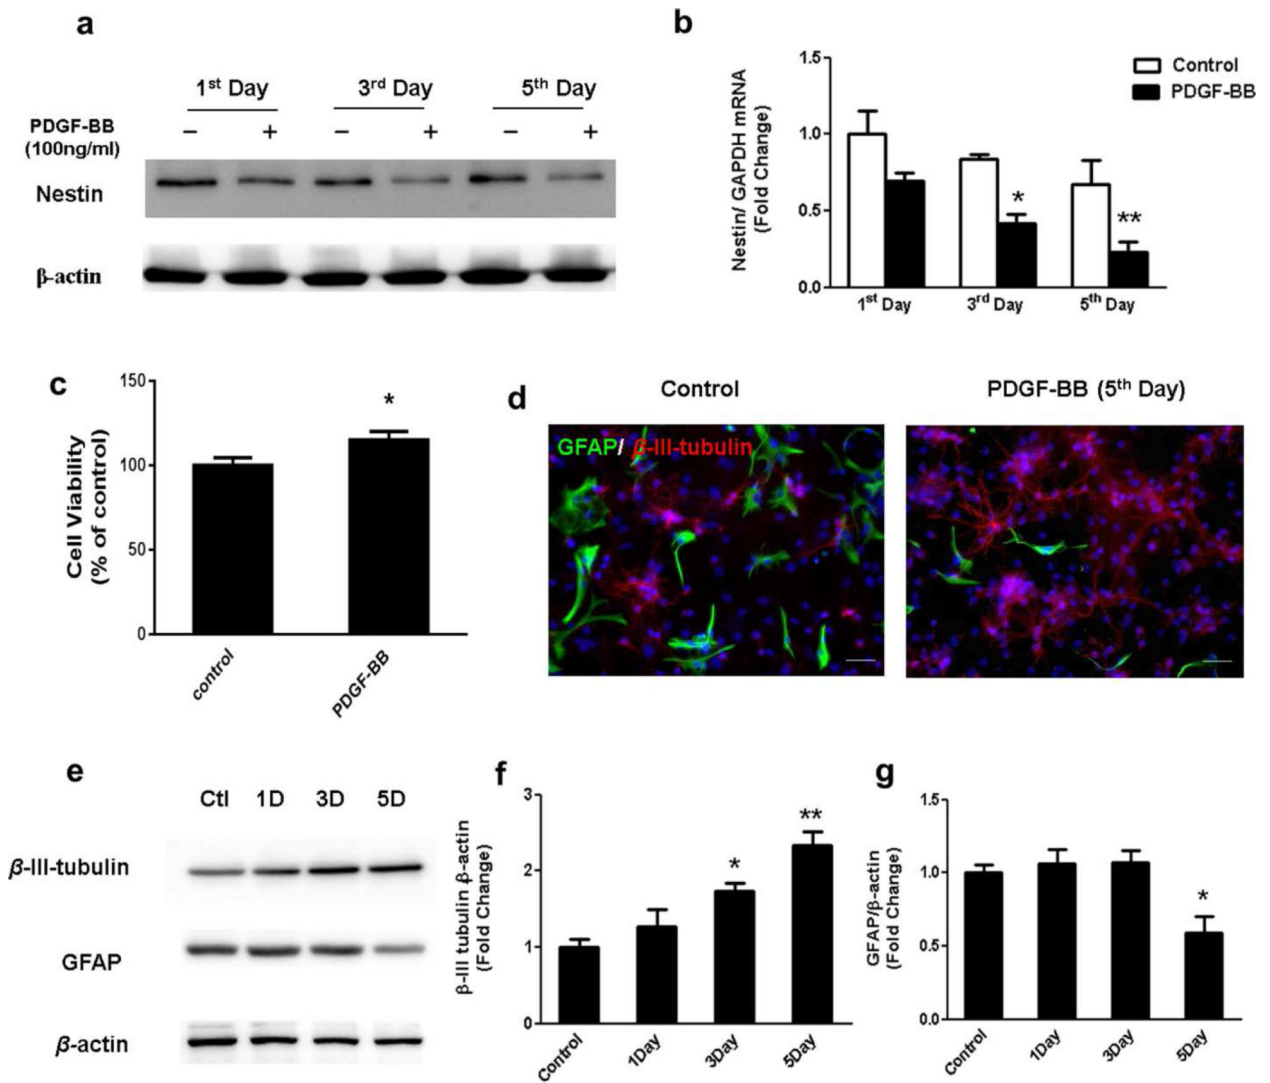 a
1st Day 3rd Day 5th Day
PDGF-BB
(100ng/ml)
− + − + − +
Nestin
β-actin
b
Nestin/ GAPDH mRNA
(Fold Change)
1.5
1.0
0.5
0.0
Control
PDGF-BB
*
**
1st Day 3rd Day 5th Day
c
Cell Viability
(% of control)
150
100
50
0
*
control
PDGF-BB
d
Control
PDGF-BB (5th Day)
GFAP/ β-III-tubulin
e
Ctl 1D 3D 5D
β-III-tubulin
GFAP
β-actin
f
β-III tubulin β-actin
(Fold Change)
3
2
1
0
*
**
Control 1Day 3Day 5Day
g
GFAP/β-actin
(Fold Change)
1.5
1.0
0.5
0.0
*
Control 1Day 3Day 5Day